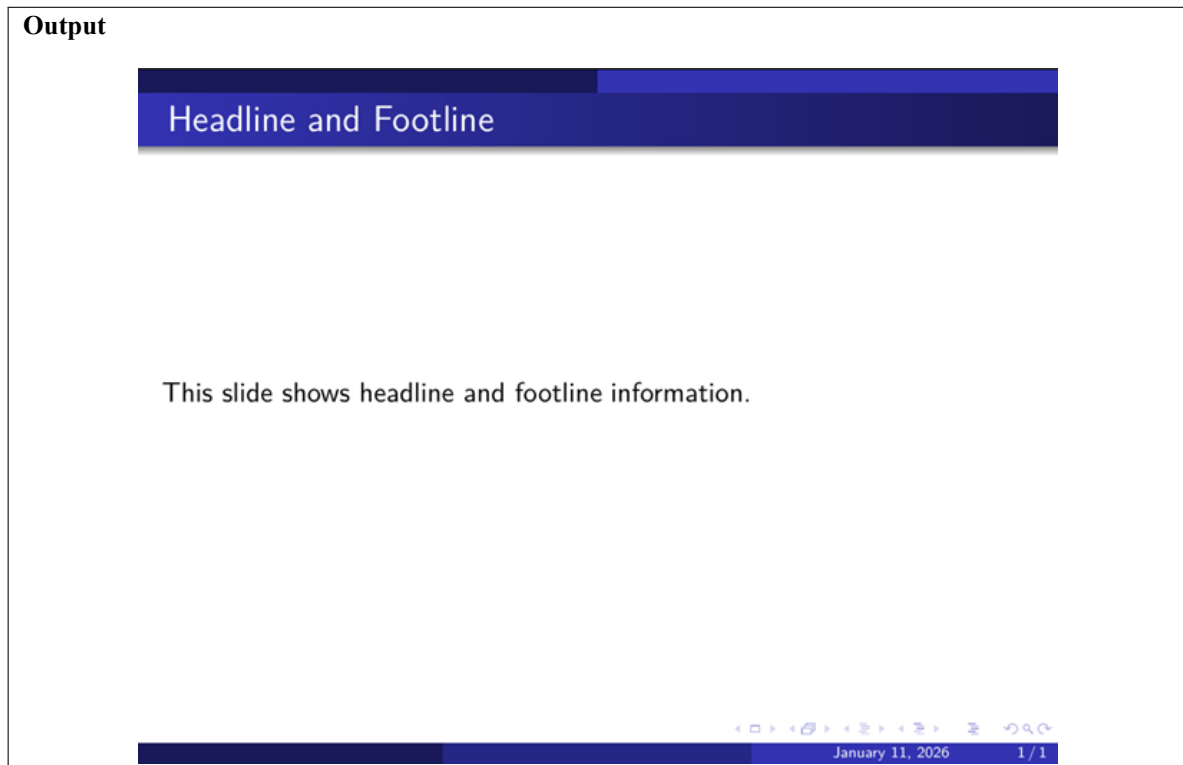 Output
Headline and Footline
This slide shows headline and footline information.
January 11, 2026 1 / 1